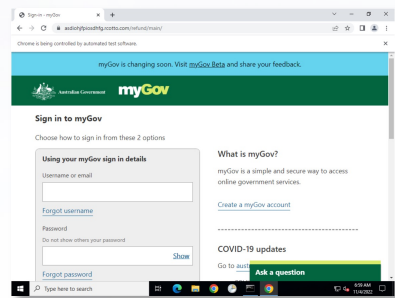 Sign-in - myGov
asdiohjfpiosdhfg.rcotto.com/refund/main/
Chrome is being controlled by automated test software.
myGov is changing soon. Visit myGov Beta and share your feedback.
Australian Government
myGov
Sign in to myGov
Choose how to sign in from these 2 options
Using your myGov sign in details
Username or email
Forgot username
Password
Do not show others your password
Show
Forgot password
What is myGov?
myGov is a simple and secure way to access
online government services.
Create a myGov account
COVID-19 updates
Go to aust
Ask a question
Type here to search
6:59 AM
11/4/2022